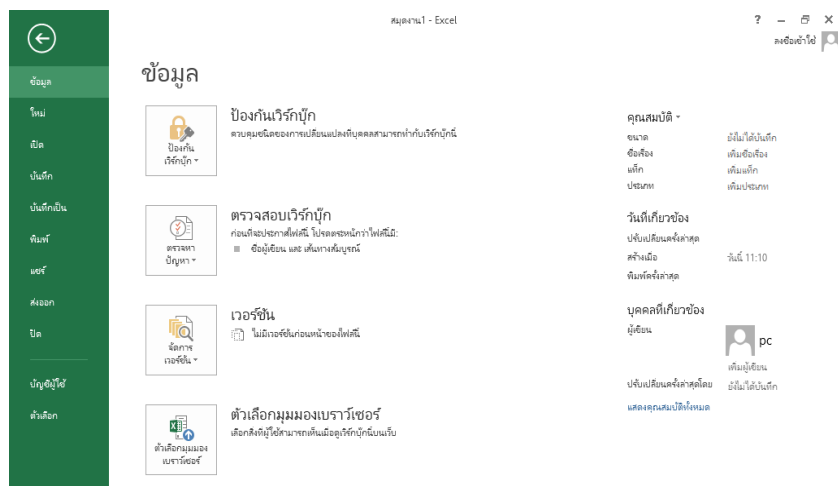 สมุดงาน1 - Excel
?
ลงชื่อเข้าใช้
ข้อมูล
ใหม่
เปิด
บันทึก
บันทึกเป็น
พิมพ์
แชร์
ส่งออก
ปิด
บัญชีผู้ใช้
ตัวเลือก
ข้อมูล
ป้องกัน
เวิร์กบุ๊ก
ป้องกันเวิร์กบุ๊ก
ควบคุมชนิดของการเปลี่ยนแปลงที่บุคคลสามารถทำกับเวิร์กบุ๊กนี้
ตรวจหา
ปัญหา
ตรวจสอบเวิร์กบุ๊ก
ก่อนที่จะประกาศไฟล์นี้ โปรดตระหนักว่าไฟล์นี้มี:
ชื่อผู้เขียน และ เส้นทางสัมบูรณ์
จัดการ
เวอร์ชัน
เวอร์ชัน
ไม่มีเวอร์ชันก่อนหน้าของไฟล์นี้
ตัวเลือกมุมมอง
เบราว์เซอร์
ตัวเลือกมุมมองเบราว์เซอร์
เลือกสิ่งที่ผู้ใช้สามารถเห็นเมื่อดูเวิร์กบุ๊กนี้บนเว็บ
คุณสมบัติ
ขนาด ยังไม่ได้บันทึก
ชื่อเรื่อง เพิ่มชื่อเรื่อง
แท็ก เพิ่มแท็ก
ประเภท เพิ่มประเภท
วันที่เกี่ยวข้อง
ปรับเปลี่ยนครั้งล่าสุด
สร้างเมื่อ วันนี้ 11:10
พิมพ์ครั้งล่าสุด
บุคคลที่เกี่ยวข้อง
ผู้เขียน pc
เพิ่มผู้เขียน
ปรับเปลี่ยนครั้งล่าสุดโดย ยังไม่ได้บันทึก
แสดงคุณสมบัติทั้งหมด